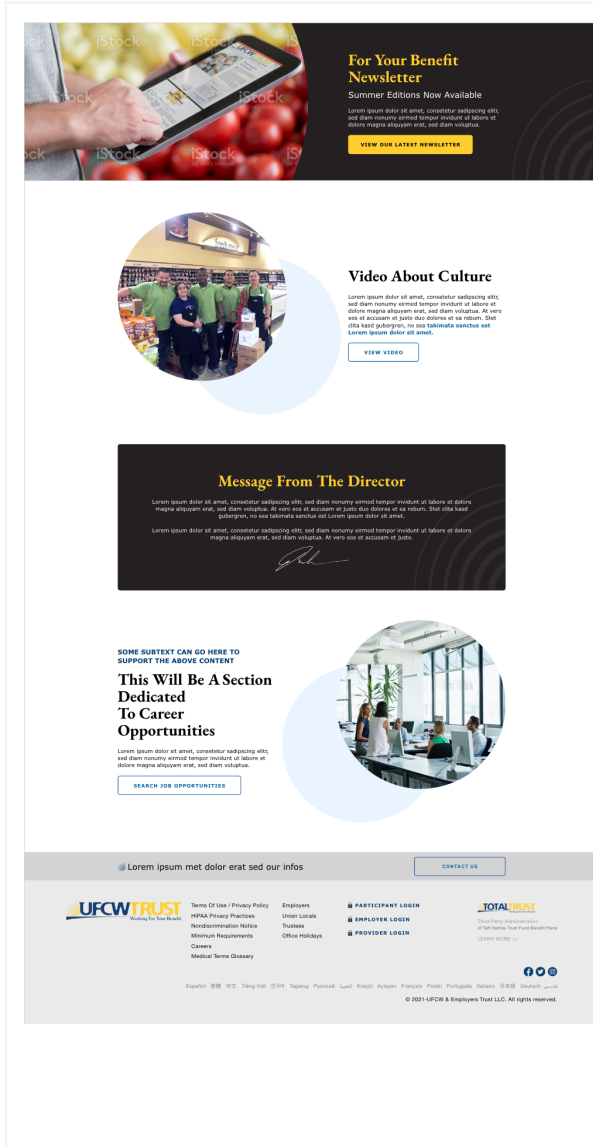 iStock
iStock
iStock
iStock
iStock
iStock
iStock
For Your Benefit
Newsletter
Summer Editions Now Available
Lorem ipsum dolor sit amet, consetetur sadipscing elitr,
sed diam nonumy eirmod tempor invidunt ut labore et
dolore magna aliquyam erat, sed diam voluptua.
VIEW OUR LATEST NEWSLETTER
Video About Culture
Lorem ipsum dolor sit amet, consetetur sadipscing elitr,
sed diam nonumy eirmod tempor invidunt ut labore et
dolore magna aliquyam erat, sed diam voluptua. At vero
eos et accusam et justo duo dolores et ea rebum. Stet
clita kasd gubergren, no sea takimata sanctus est
Lorem ipsum dolor sit amet.
VIEW VIDEO
Message From The Director
Lorem ipsum dolor sit amet, consetetur sadipscing elitr, sed diam nonumy eirmod tempor invidunt ut labore et dolore
magna aliquyam erat, sed diam voluptua. At vero eos et accusam et justo duo dolores et ea rebum. Stet clita kasd
gubergren, no sea takimata sanctus est Lorem ipsum dolor sit amet.
Lorem ipsum dolor sit amet, consetetur sadipscing elitr, sed diam nonumy eirmod tempor invidunt ut labore et dolore
magna aliquyam erat, sed diam voluptua. At vero eos et accusam et justo.
SOME SUBTEXT CAN GO HERE TO
SUPPORT THE ABOVE CONTENT
This Will Be A Section
Dedicated
To Career
Opportunities
Lorem ipsum dolor sit amet, consetetur sadipscing elitr,
sed diam nonumy eirmod tempor invidunt ut labore et
dolore magna aliquyam erat, sed diam voluptua.
SEARCH JOB OPPORTUNITIES
Lorem ipsum met dolor erat sed our infos
CONTACT US
UFCWTRUST
Working For Your Benefit
Terms Of Use / Privacy Policy
HIPAA Privacy Practices
Nondiscrimination Notice
Minimum Requirements
Careers
Medical Terms Glossary
Employers
Union Locals
Trustees
Office Holidays
PARTICIPANT LOGIN
EMPLOYER LOGIN
PROVIDER LOGIN
TOTALTRUST
Third Party Administration
of Taft Hartley Trust Fund Benefit Plans
LEARN MORE >>
Español 繁體 中文, Tiếng Việt 한국어 Tagalog Русский, العربية Kreyòl Ayisyen Français Polski Português Italiano 日本語 Deutsch فارسی
© 2021-UFCW & Employers Trust LLC. All rights reserved.